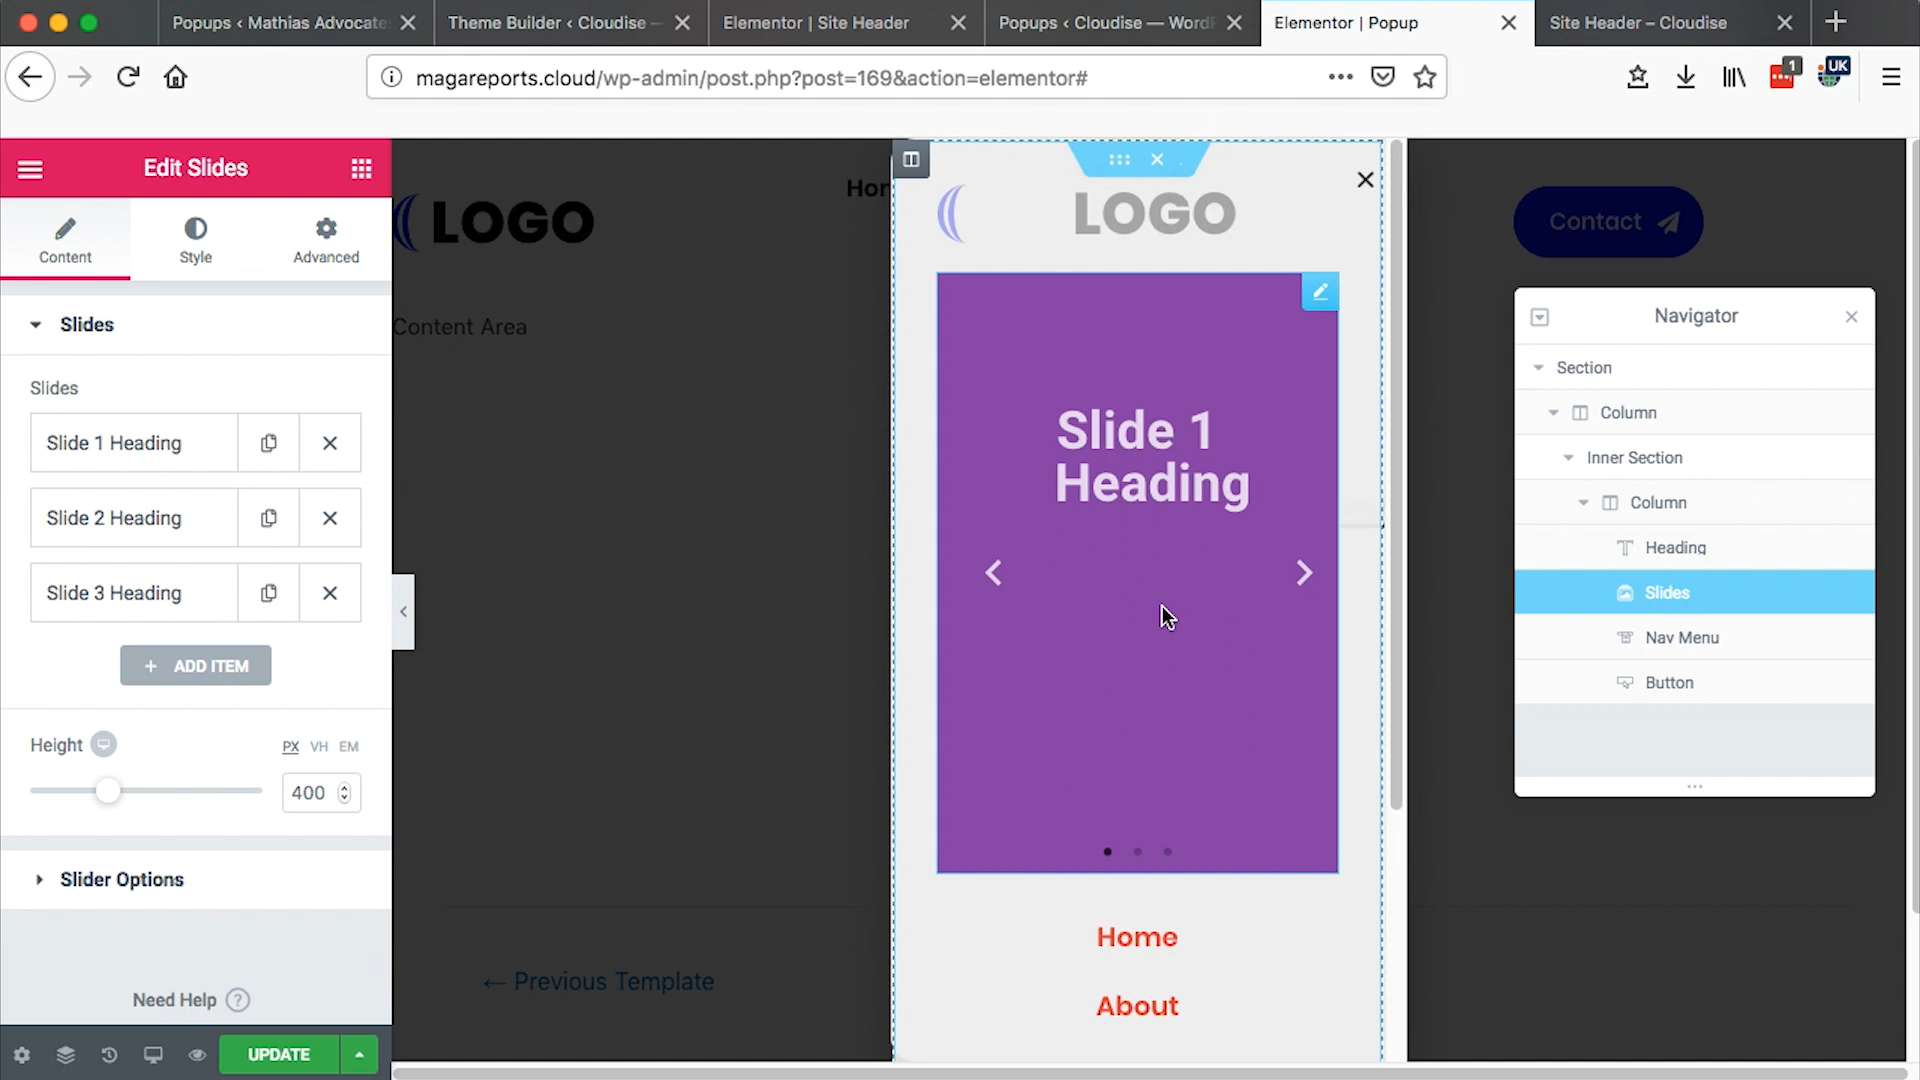 Popups ‹ Mathias Advocate
Theme Builder ‹ Cloudise —
Elementor | Site Header
Popups ‹ Cloudise — WordP
Elementor | Popup
Site Header – Cloudise
magareports.cloud/wp-admin/post.php?post=169&action=elementor#
1
UK
Edit Slides
Content
Style
Advanced
Slides
Slides
Slide 1 Heading
Slide 2 Heading
Slide 3 Heading
+ ADD ITEM
Height
PX VH EM
400
Slider Options
Need Help ?
UPDATE
LOGO
Hor
Content Area
← Previous Template
LOGO
Slide 1
Heading
Home
About
Contact
Navigator
Section
Column
Inner Section
Column
Heading
Slides
Nav Menu
Button